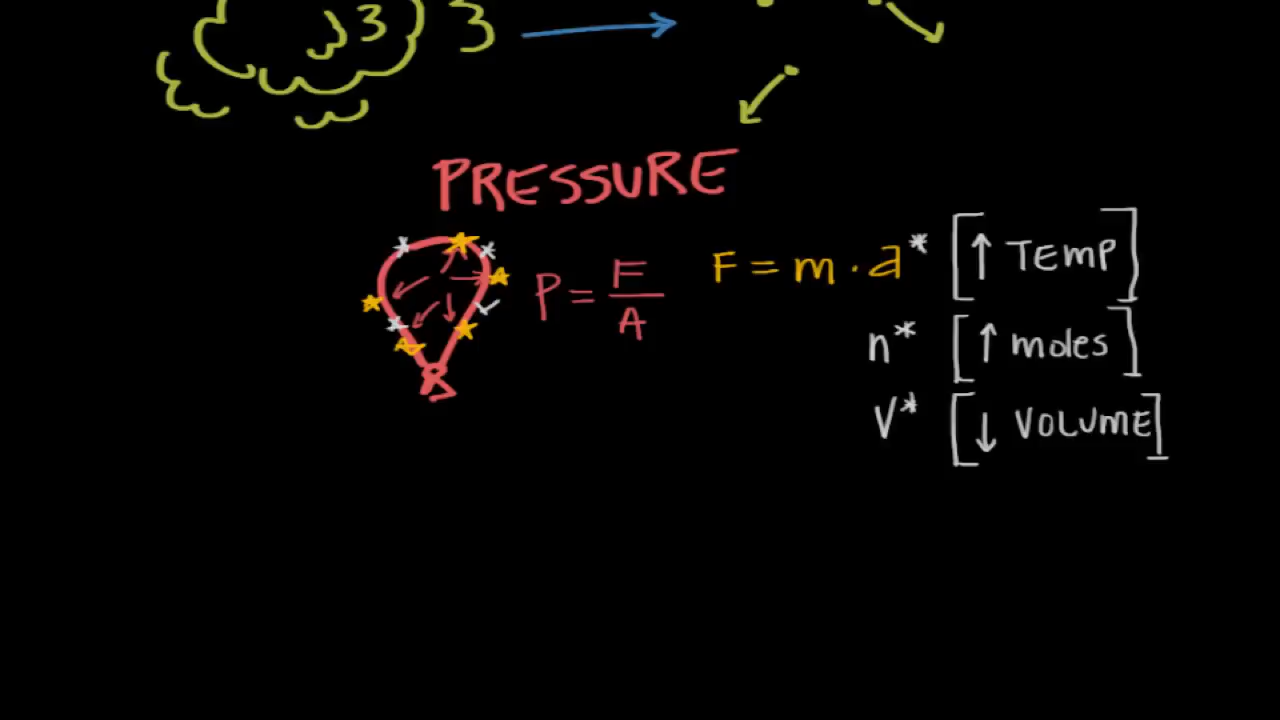 PRESSURE
P = F/A
F = m · a* [↑ TEMP]
n* [↑ moles]
V* [↓ VOLUME]